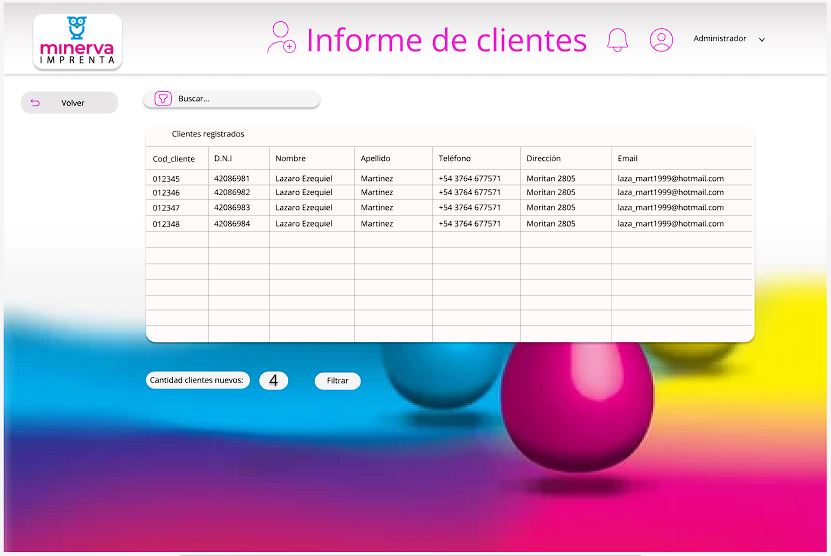 minerva
IMPRENTA
Informe de clientes
Administrador
Volver
Buscar...
Clientes registrados
Cod_cliente D.N.I Nombre Apellido Teléfono Dirección Email
012345 42086981 Lazaro Ezequiel Martinez +54 3764 677571 Moritan 2805 laza_mart1999@hotmail.com
012346 42086982 Lazaro Ezequiel Martinez +54 3764 677571 Moritan 2805 laza_mart1999@hotmail.com
012347 42086983 Lazaro Ezequiel Martinez +54 3764 677571 Moritan 2805 laza_mart1999@hotmail.com
012348 42086984 Lazaro Ezequiel Martinez +54 3764 677571 Moritan 2805 laza_mart1999@hotmail.com
Cantidad clientes nuevos: 4 Filtrar